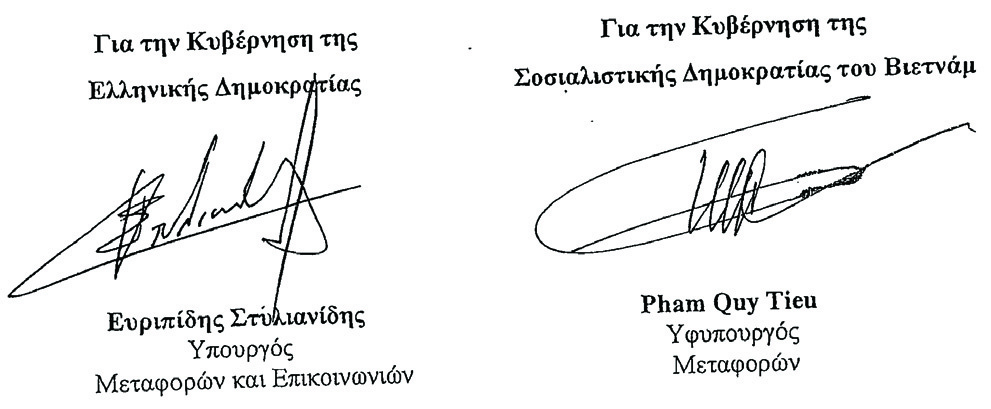 Για την Κυβέρνηση της
Ελληνικής Δημοκρατίας
Ευριπίδης Στυλιανίδης
Υπουργός
Μεταφορών και Επικοινωνιών
Για την Κυβέρνηση της
Σοσιαλιστικής Δημοκρατίας του Βιετνάμ
Pham Quy Tieu
Υφυπουργός
Μεταφορών